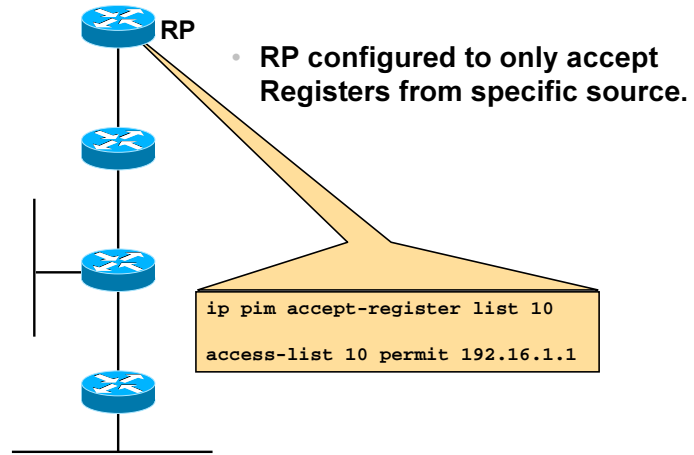 RP
• RP configured to only accept
Registers from specific source.
ip pim accept-register list 10
access-list 10 permit 192.16.1.1